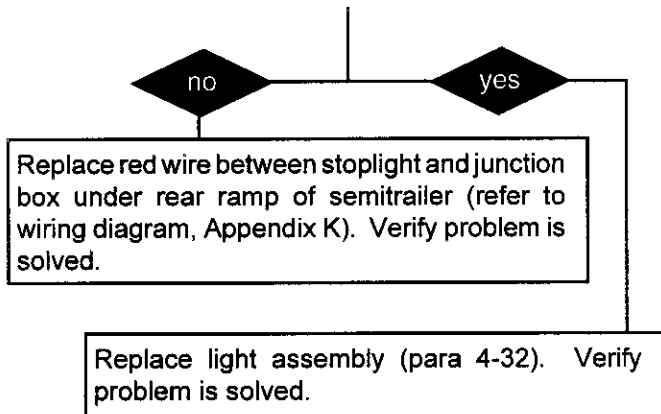 no
yes
Replace red wire between stoplight and junction
box under rear ramp of semitrailer (refer to
wiring diagram, Appendix K). Verify problem is
solved.
Replace light assembly (para 4-32). Verify
problem is solved.